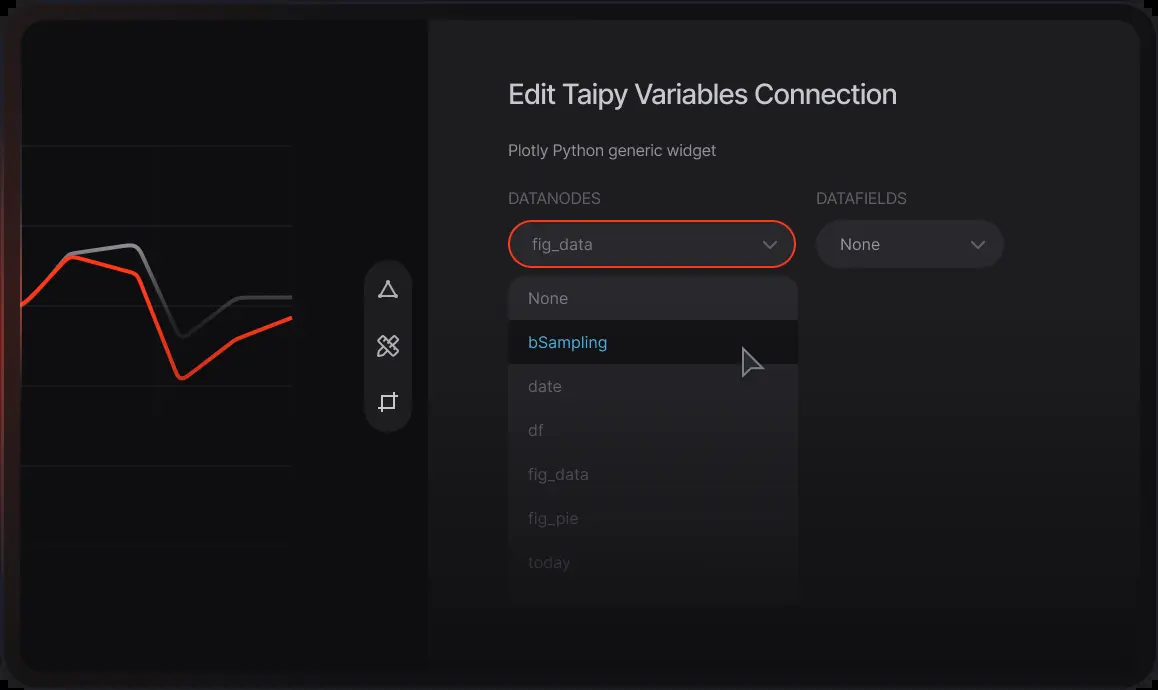 Edit Taipy Variables Connection
Plotly Python generic widget
DATANODES
DATAFIELDS
fig_data
None
None
bSampling
date
df
fig_data
fig_pie
today